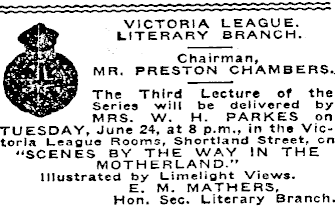 VICTORIA LEAGUE.
LITERARY BRANCH.
Chairman,
MR. PRESTON CHAMBERS.
The Third Lecture of the
Series will be delivered by
MRS. W. H. PARKES on
TUESDAY, June 24, at 8 p.m., in the Vic-
toria League Rooms, Shortland Street, on
"SCENES BY THE WAY IN THE
MOTHERLAND."
Illustrated by Limelight Views.
E. M. MATHERS,
Hon. Sec. Literary Branch.